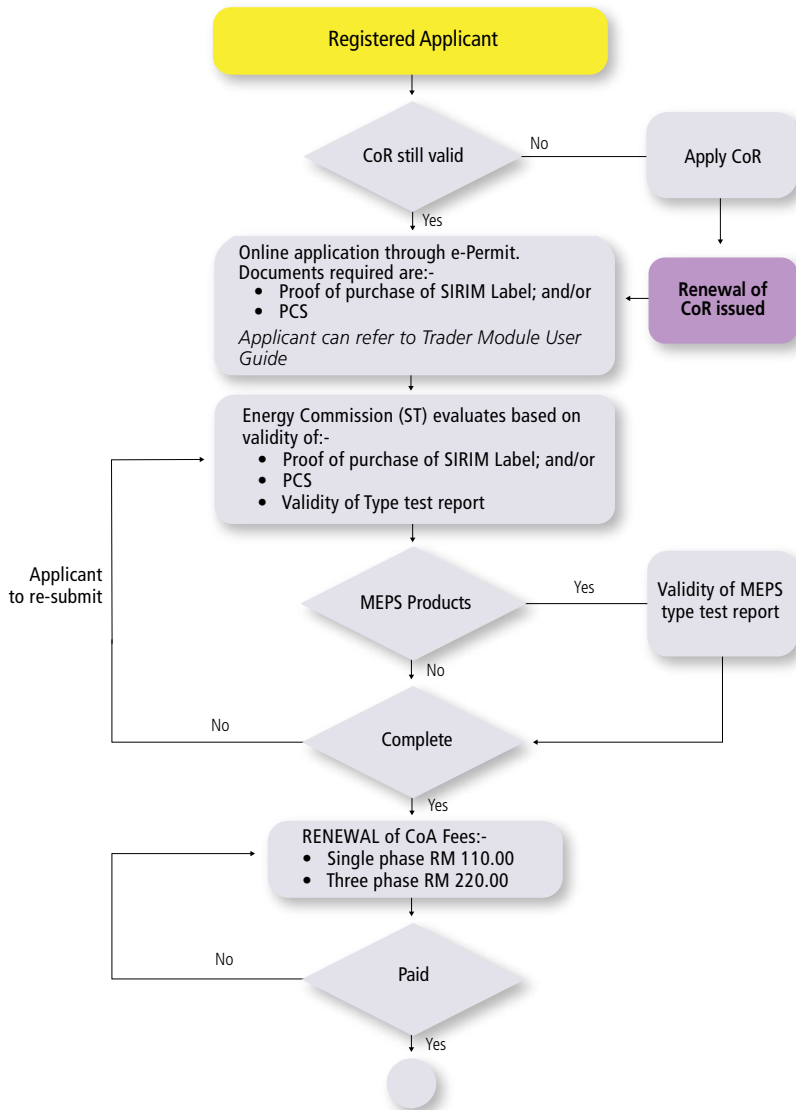 Registered Applicant
CoR still valid
No
Apply CoR
Yes
Online application through e-Permit.
Documents required are:-
• Proof of purchase of SIRIM Label; and/or
• PCS
Applicant can refer to Trader Module User
Guide
Renewal of
CoR issued
Energy Commission (ST) evaluates based on
validity of:-
• Proof of purchase of SIRIM Label; and/or
• PCS
• Validity of Type test report
Applicant
to re-submit
MEPS Products
Yes
Validity of MEPS
type test report
No
No
Complete
Yes
RENEWAL of CoA Fees:-
• Single phase RM 110.00
• Three phase RM 220.00
No
Paid
Yes